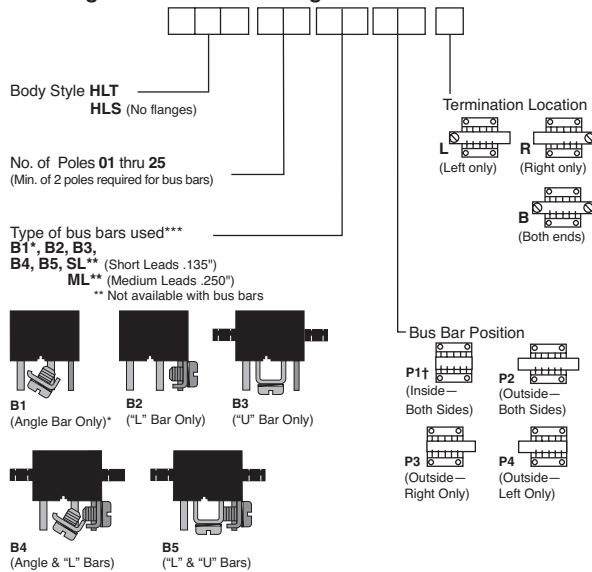 Body Style HLT
HLS (No flanges)
No. of Poles 01 thru 25
(Min. of 2 poles required for bus bars)
Type of bus bars used***
B1*, B2, B3,
B4, B5, SL** (Short Leads .135")
ML** (Medium Leads .250")
** Not available with bus bars
B1
(Angle Bar Only)*
B2
("L" Bar Only)
B3
("U" Bar Only)
B4
(Angle & "L" Bars)
B5
("L" & "U" Bars)
Termination Location
L
(Left only)
R
(Right only)
B
(Both ends)
Bus Bar Position
P1†
(Inside—
Both Sides)
P2
(Outside—
Both Sides)
P3
(Outside—
Right Only)
P4
(Outside—
Left Only)